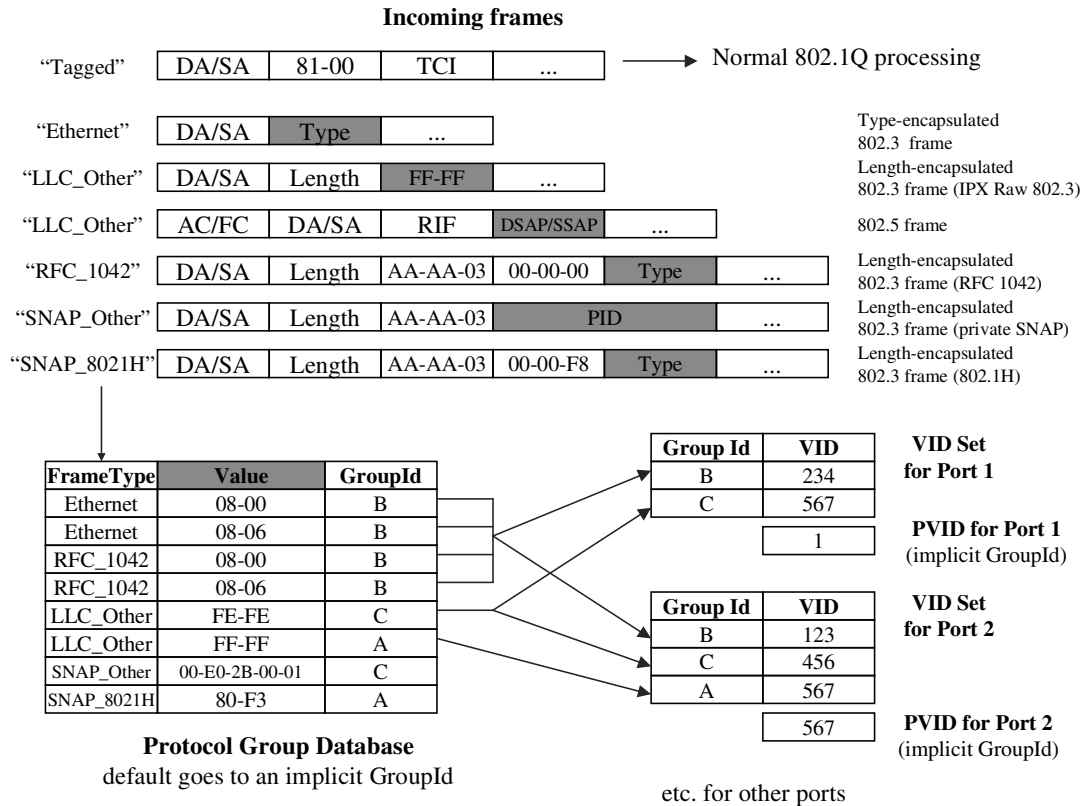 Incoming frames
“Tagged” DA/SA 81-00 TCI ... Normal 802.1Q processing
“Ethernet” DA/SA Type ... Type-encapsulated
802.3 frame
“LLC_Other” DA/SA Length FF-FF ... Length-encapsulated
802.3 frame (IPX Raw 802.3)
“LLC_Other” AC/FC DA/SA RIF DSAP/SSAP ... 802.5 frame
“RFC_1042” DA/SA Length AA-AA-03 00-00-00 Type ... Length-encapsulated
802.3 frame (RFC 1042)
“SNAP_Other” DA/SA Length AA-AA-03 PID ... Length-encapsulated
802.3 frame (private SNAP)
“SNAP_8021H” DA/SA Length AA-AA-03 00-00-F8 Type ... Length-encapsulated
802.3 frame (802.1H)
FrameType Value GroupId
Ethernet 08-00 B
Ethernet 08-06 B
RFC_1042 08-00 B
RFC_1042 08-06 B
LLC_Other FE-FE C
LLC_Other FF-FF A
SNAP_Other 00-E0-2B-00-01 C
SNAP_8021H 80-F3 A
Protocol Group Database
default goes to an implicit GroupId
Group Id VID
B 234
C 567
VID Set
for Port 1
1
PVID for Port 1
(implicit GroupId)
Group Id VID
B 123
C 456
A 567
VID Set
for Port 2
567
PVID for Port 2
(implicit GroupId)
etc. for other ports